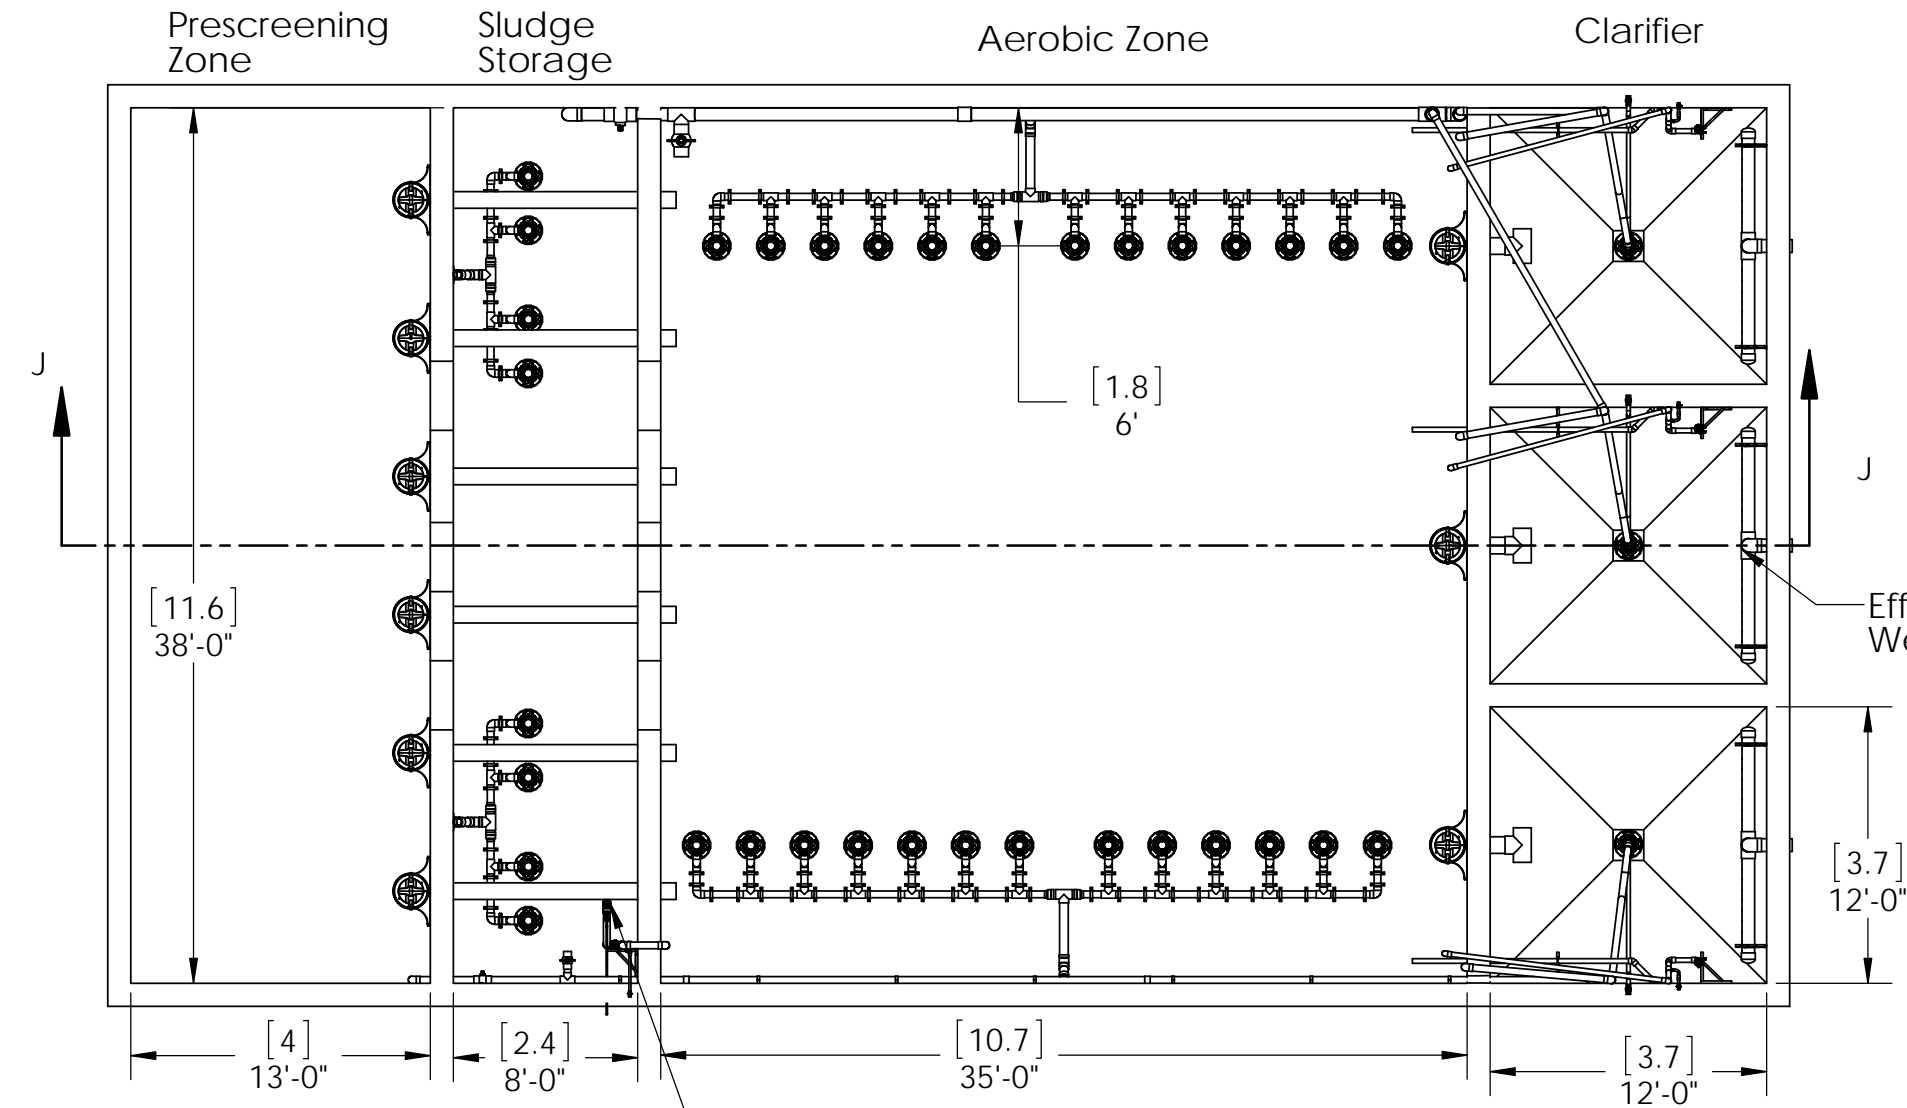 Prescreening
Zone
Sludge
Storage
Aerobic Zone
Clarifier
J
[1.8]
6'
J
[11.6]
38'-0"
[3.7]
12'-0"
[4]
13'-0"
[2.4]
8'-0"
[10.7]
35'-0"
[3.7]
12'-0"